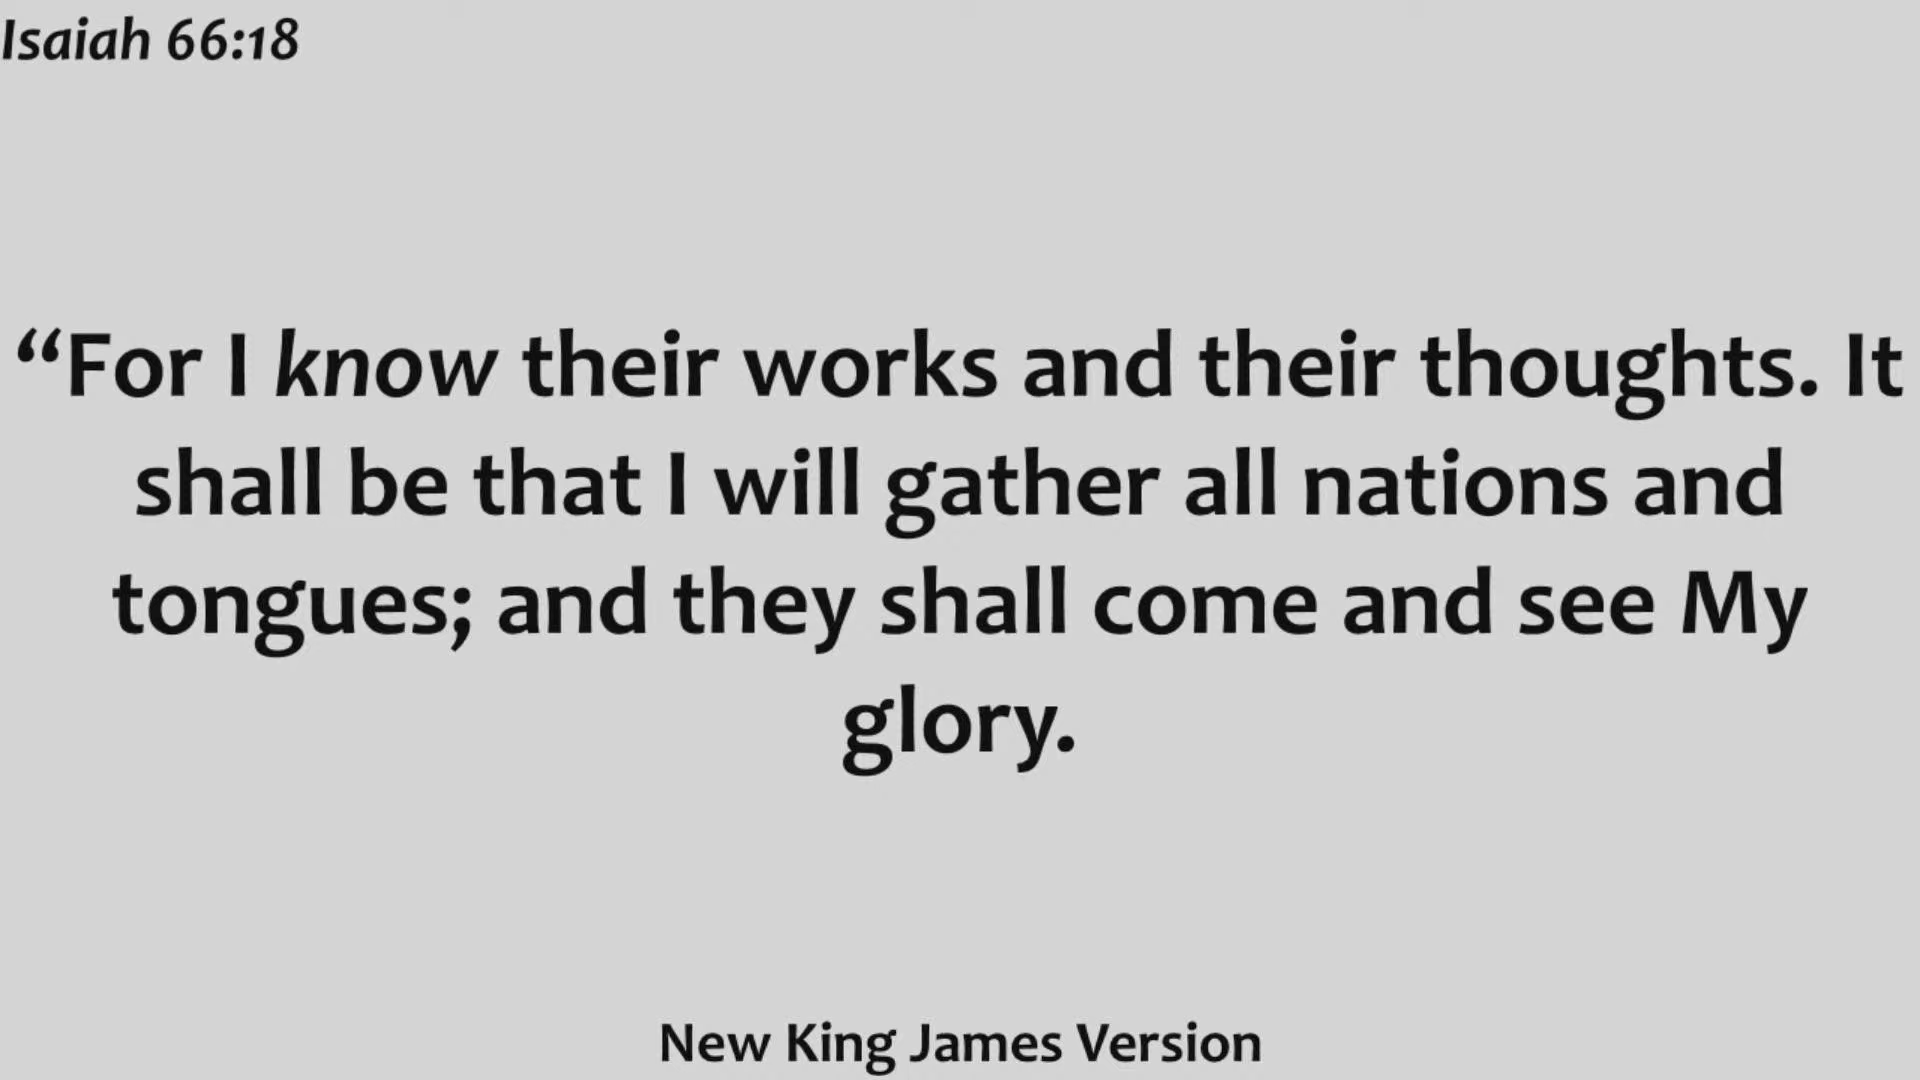 Isaiah 66:18
“For I know their works and their thoughts. It
shall be that I will gather all nations and
tongues; and they shall come and see My
glory.
New King James Version